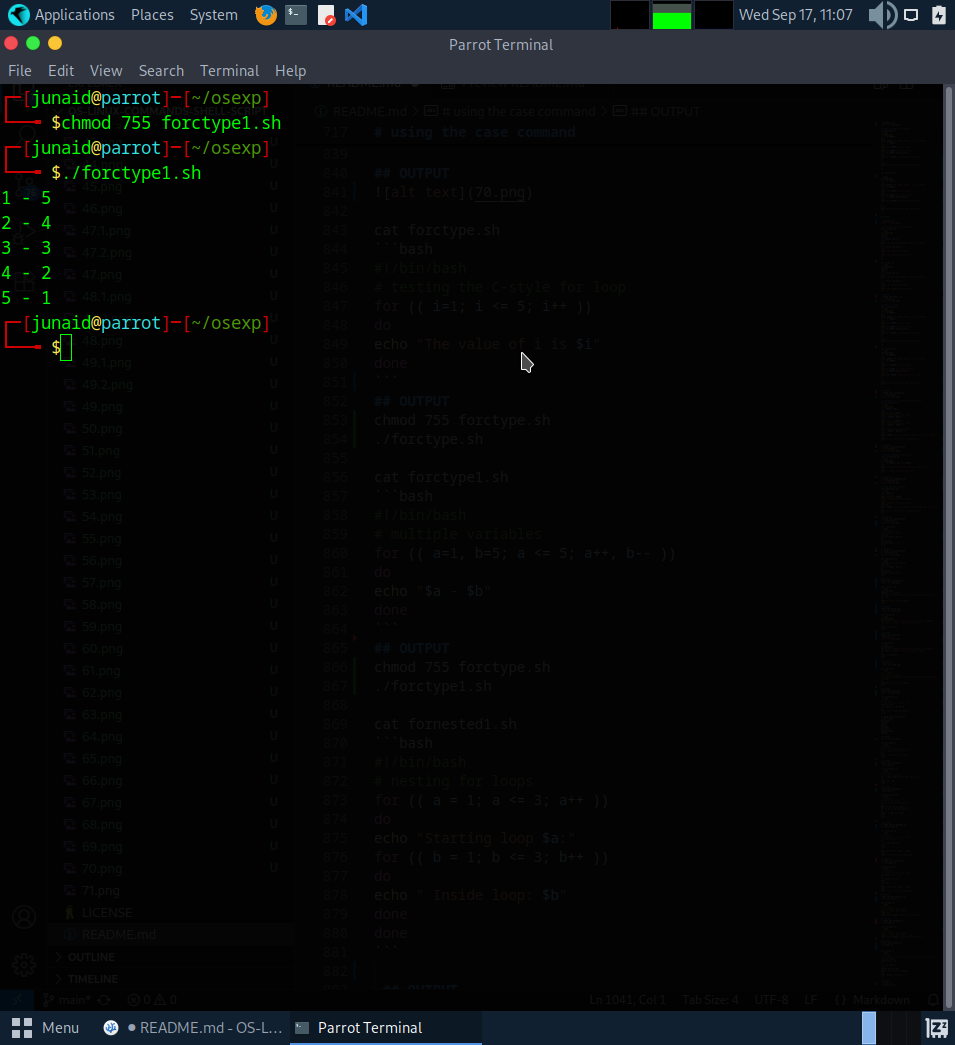 Applications Places System Wed Sep 17, 11:07
Parrot Terminal
File Edit View Search Terminal Help
┌─[junaid@parrot]─[~/osexp]
└──╼ $chmod 755 forctype1.sh
┌─[junaid@parrot]─[~/osexp]
└──╼ $./forctype1.sh
1 - 5
2 - 4
3 - 3
4 - 2
5 - 1
┌─[junaid@parrot]─[~/osexp]
└──╼ $
README.md > # using the case command > ## OUTPUT
737 # using the case command
839
840 ## OUTPUT
841 ![alt text](70.png)
842
843 cat forctype.sh
844 ```bash
845 #!/bin/bash
846 # testing the C-style for loop
847 for (( i=1; i <= 5; i++ ))
848 do
849 echo "The value of i is $i"
850 done
851 ```
852 ## OUTPUT
853 chmod 755 forctype.sh
854 ./forctype.sh
855
856 cat forctype1.sh
857 ```bash
858 #!/bin/bash
859 # multiple variables
860 for (( a=1, b=5; a <= 5; a++, b-- ))
861 do
862 echo "$a - $b"
863 done
864 ```
865 ## OUTPUT
866 chmod 755 forctype.sh
867 ./forctype1.sh
868
869 cat fornested1.sh
870 ```bash
871 #!/bin/bash
872 # nesting for loops
873 for (( a = 1; a <= 3; a++ ))
874 do
875 echo "Starting loop $a:"
876 for (( b = 1; b <= 3; b++ ))
877 do
878 echo " Inside loop: $b"
879 done
880 done
881 ```
882
## OUTPUT
46.png U
47.1.png U
47.2.png U
47.png U
48.1.png U
48.png U
49.1.png U
49.2.png U
49.png U
50.png U
51.png U
52.png U
53.png U
54.png U
55.png U
56.png U
57.png U
58.png U
59.png U
60.png U
61.png U
62.png U
63.png U
64.png U
65.png U
66.png U
67.png U
68.png U
69.png U
70.png U
71.png
LICENSE
README.md
OUTLINE
TIMELINE
main* 0 0 Ln 1041, Col 1 Tab Size: 4 UTF-8 LF {} Markdown
Menu ● README.md - OS-L... Parrot Terminal